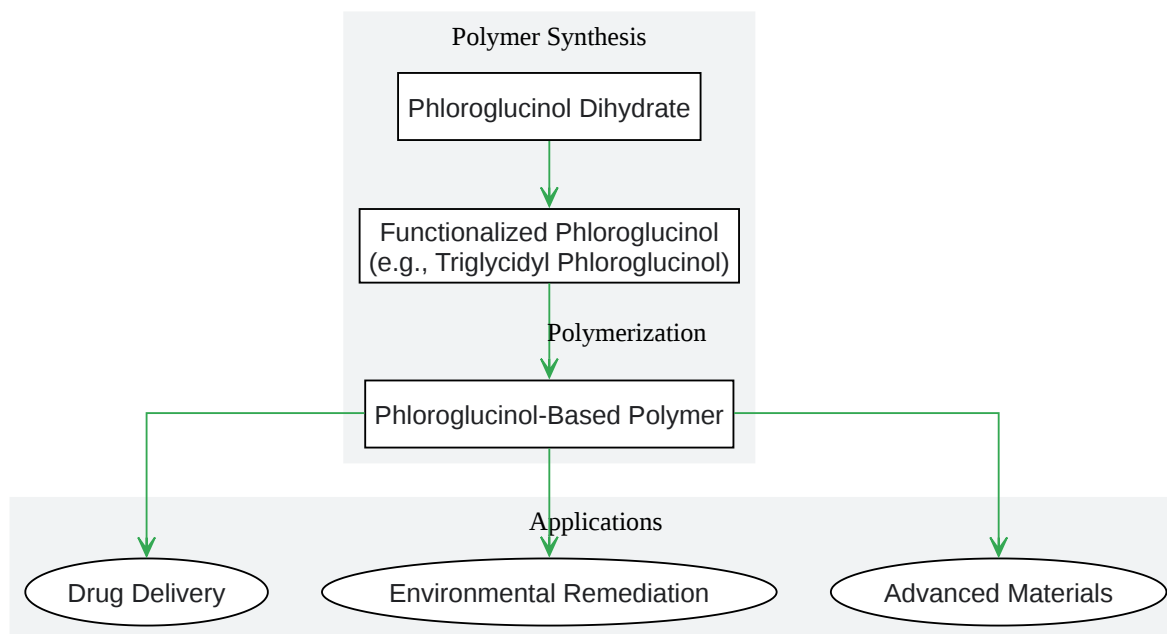 Polymer Synthesis
Phloroglucinol Dihydrate
Functionalized Phloroglucinol
(e.g., Triglycidyl Phloroglucinol)
Polymerization
Phloroglucinol-Based Polymer
Applications
Drug Delivery
Environmental Remediation
Advanced Materials